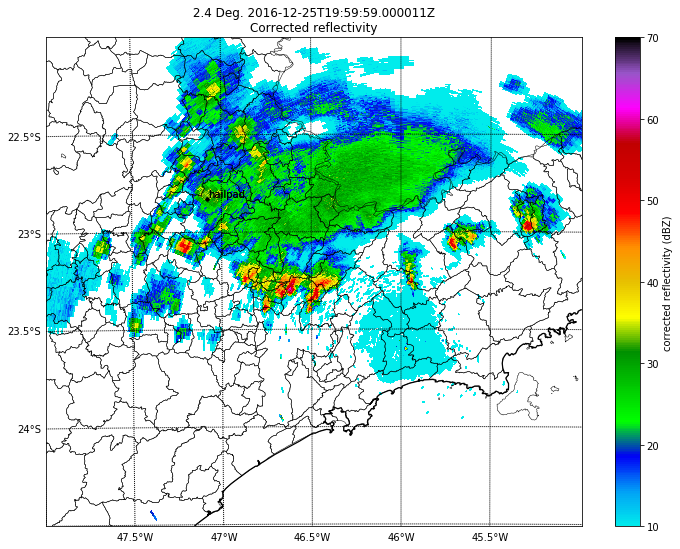 2.4 Deg. 2016-12-25T19:59:59.000011Z
Corrected reflectivity
22.5°S
23°S
23.5°S
24°S
47.5°W
47°W
46.5°W
46°W
45.5°W
hailpad
70
60
50
40
30
20
10
corrected reflectivity (dBZ)